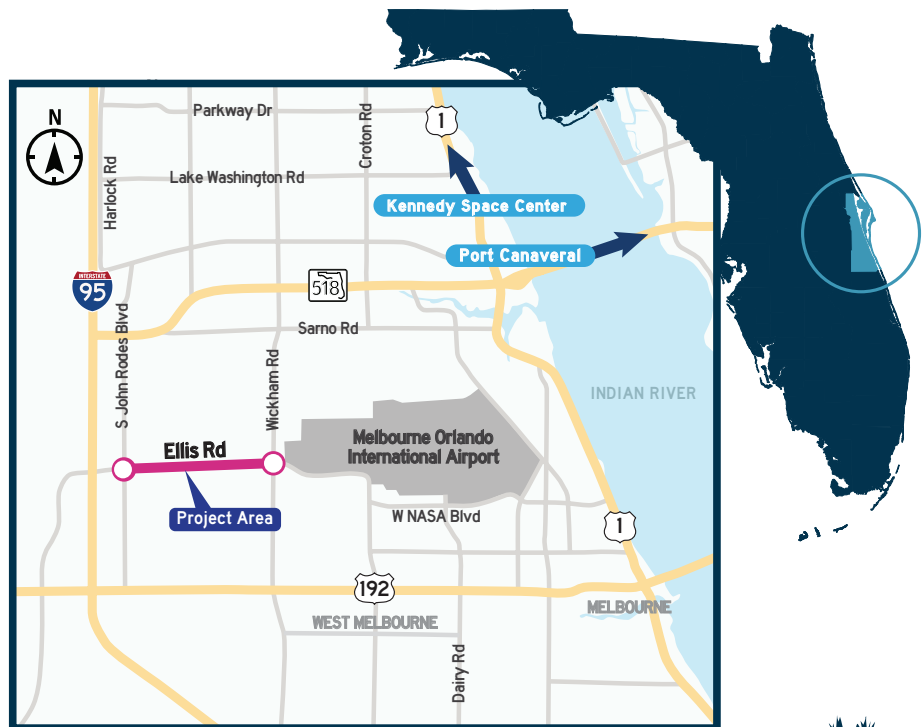 N
Parkway Dr
1
Croton Rd
Harlock Rd
Lake Washington Rd
Kennedy Space Center
Port Canaveral
INTERSTATE
95
518
S John Rodes Blvd
Sarno Rd
Wickham Rd
INDIAN RIVER
Ellis Rd
Melbourne Orlando
International Airport
Project Area
W NASA Blvd
1
192
MELBOURNE
WEST MELBOURNE
Dairy Rd